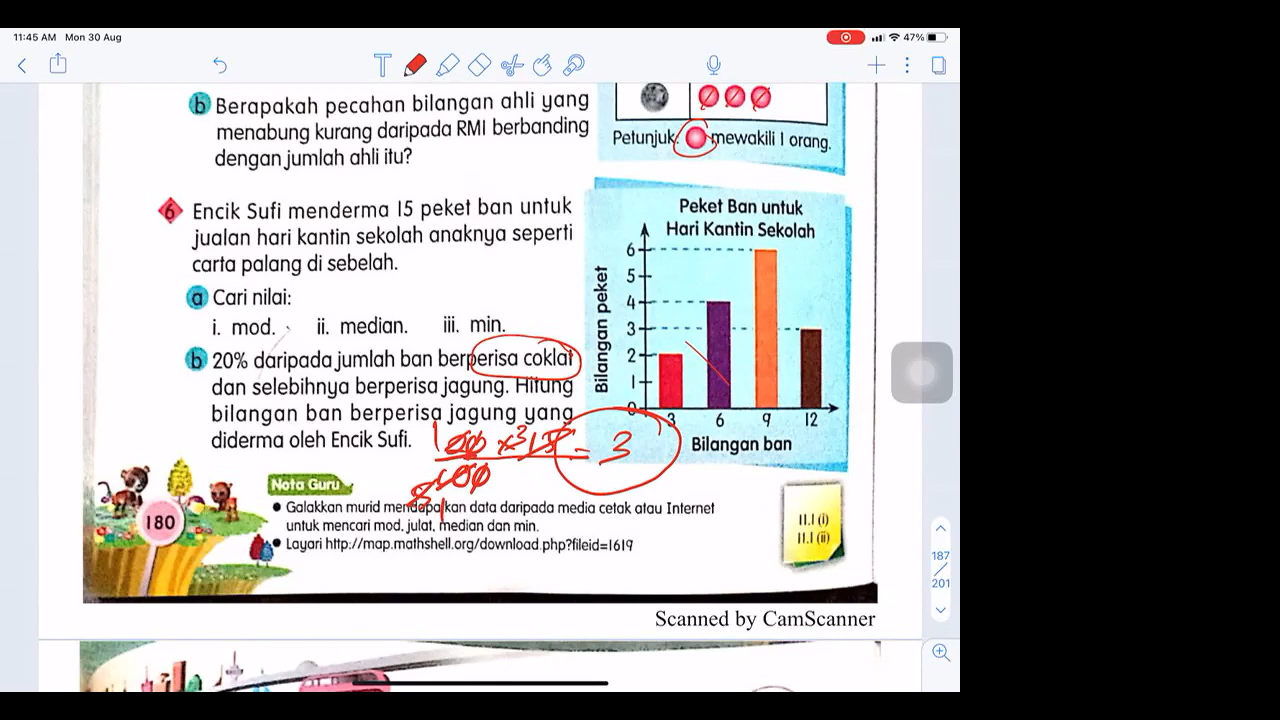 11:45 AM Mon 30 Aug
47%
T
b Berapakah pecahan bilangan ahli yang
menabung kurang daripada RM1 berbanding
dengan jumlah ahli itu?
Petunjuk: mewakili 1 orang.
6 Encik Sufi menderma 15 peket ban untuk
jualan hari kantin sekolah anaknya seperti
carta palang di sebelah.
a Cari nilai:
i. mod. ii. median. iii. min.
b 20% daripada jumlah ban berperisa coklat
dan selebihnya berperisa jagung. Hitung
bilangan ban berperisa jagung yang
diderma oleh Encik Sufi.
Peket Ban untuk
Hari Kantin Sekolah
Bilangan peket
6
5
4
3
2
1
0
3 6 9 12
Bilangan ban
= 3
Nota Guru
• Galakkan murid mendapatkan data daripada media cetak atau Internet
untuk mencari mod, julat, median dan min.
• Layari http://map.mathshell.org/download.php?fileid=1619
180
11.1 (i)
11.1 (ii)
187
201
Scanned by CamScanner